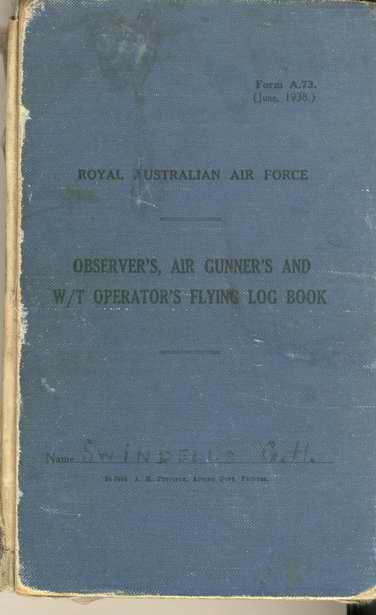 Form A.73.
(June, 1938.)
ROYAL AUSTRALIAN AIR FORCE
OBSERVER'S, AIR GUNNER'S AND
W/T OPERATOR'S FLYING LOG BOOK
Name SWINDELLS G.H.